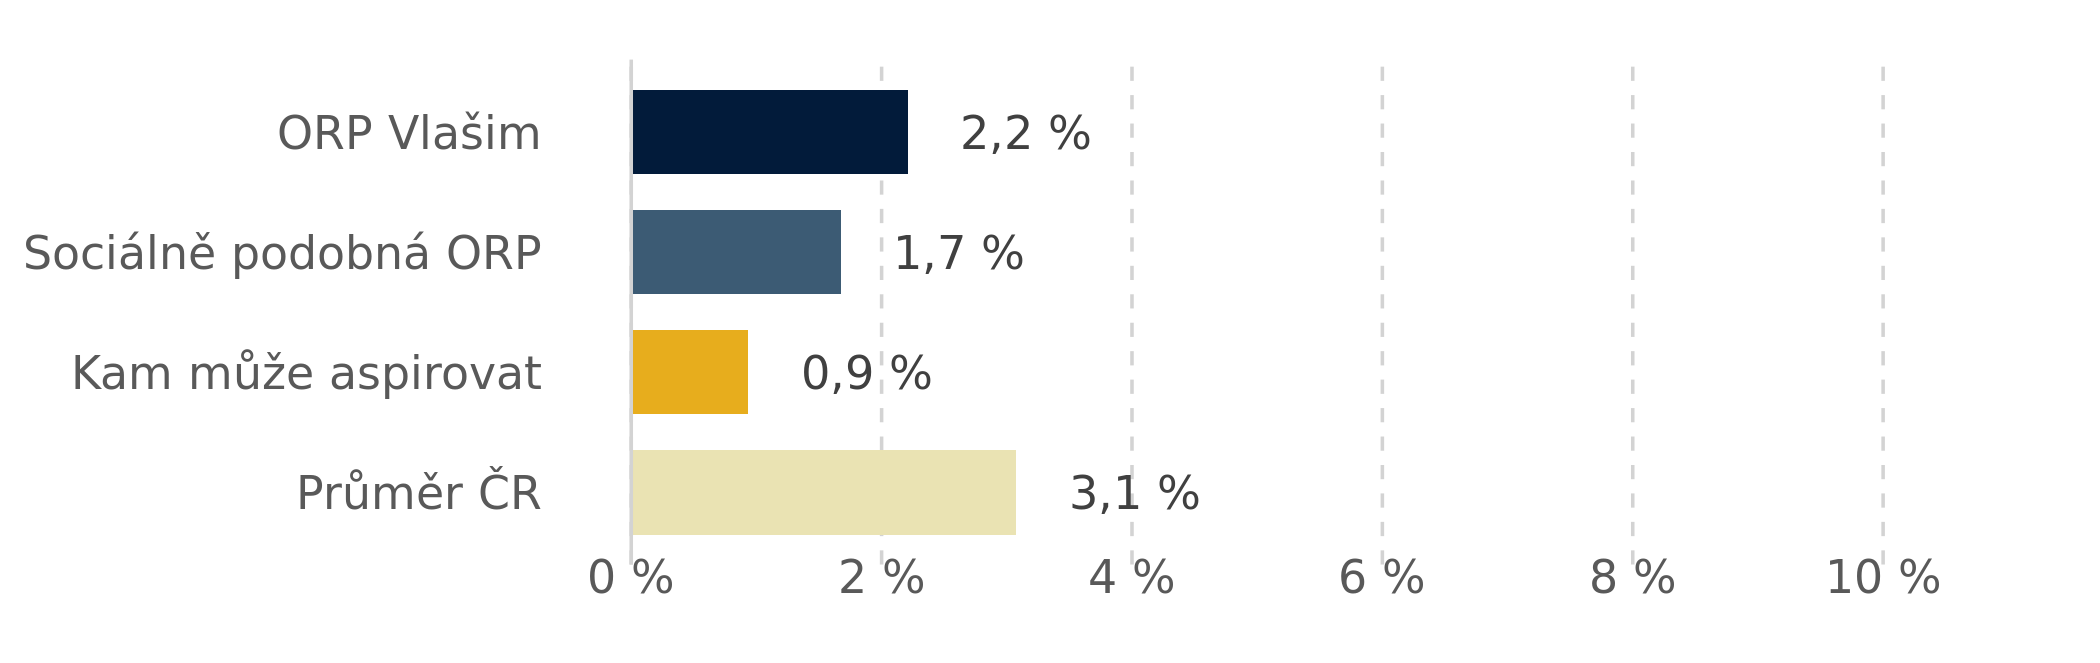 ORP Vlašim 2,2 %
Sociálně podobná ORP 1,7 %
Kam může aspirovat 0,9 %
Průměr ČR 3,1 %
0 % 2 % 4 % 6 % 8 % 10 %